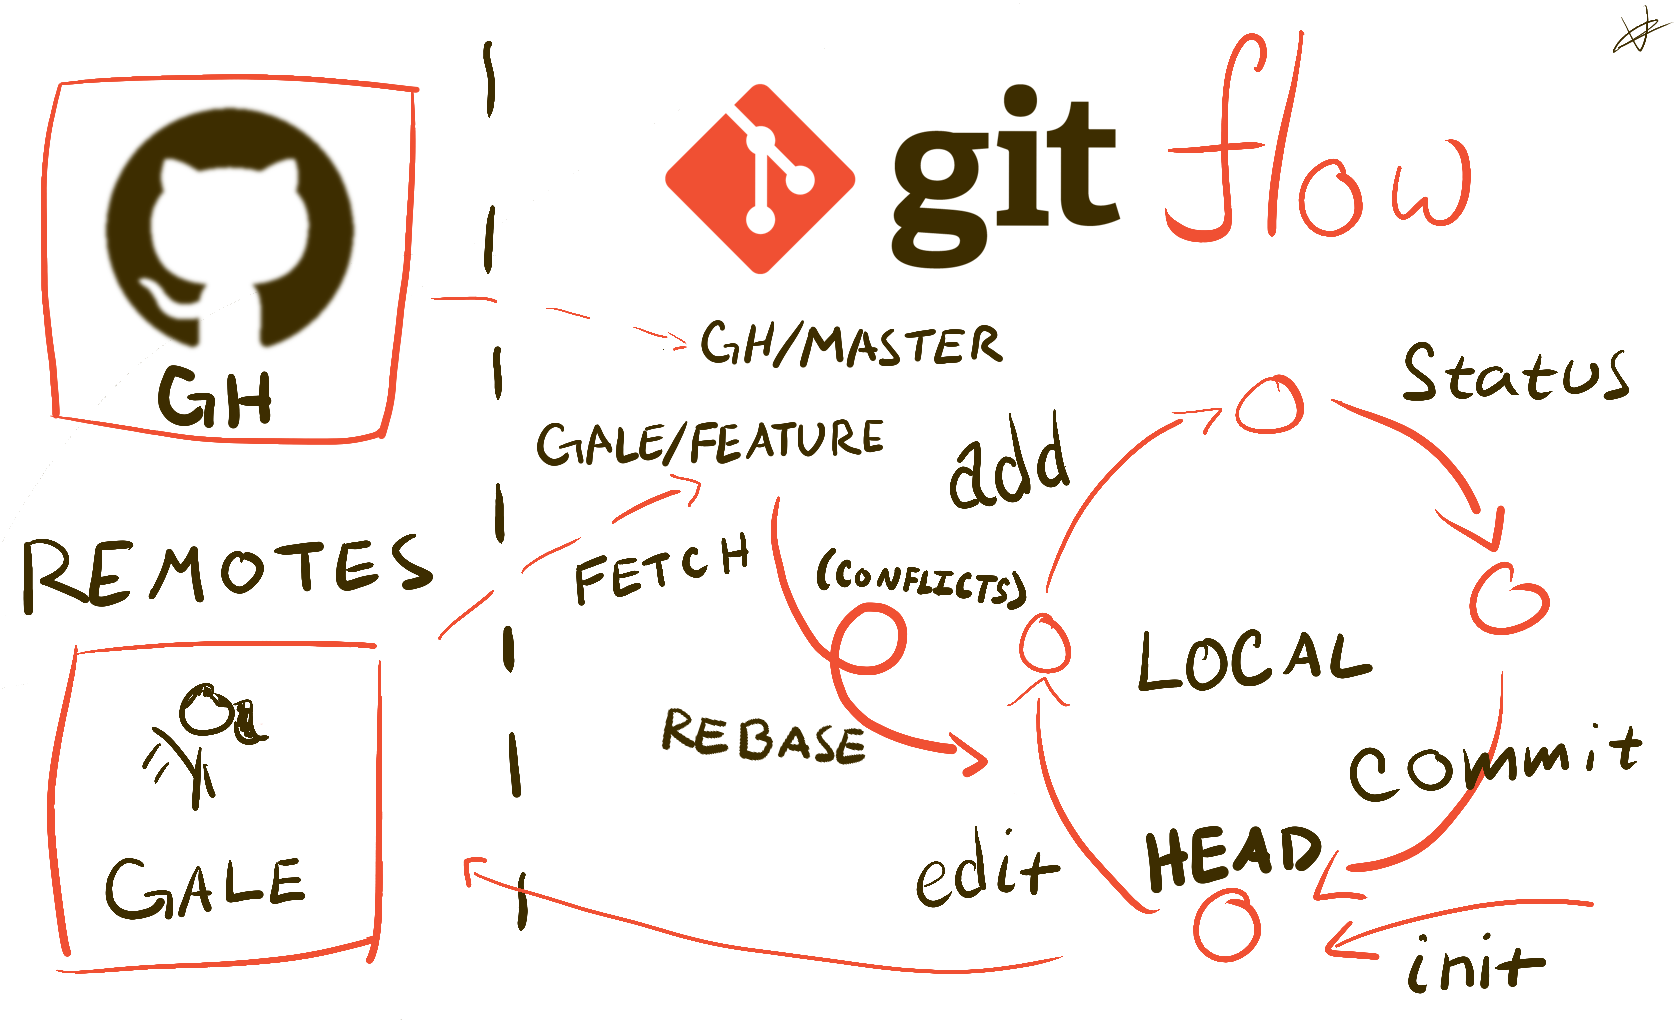 git flow
GH
GH/MASTER
Status
GALE/FEATURE
add
REMOTES
FETCH
(CONFLICTS)
LOCAL
REBASE
commit
HEAD
edit
GALE
init